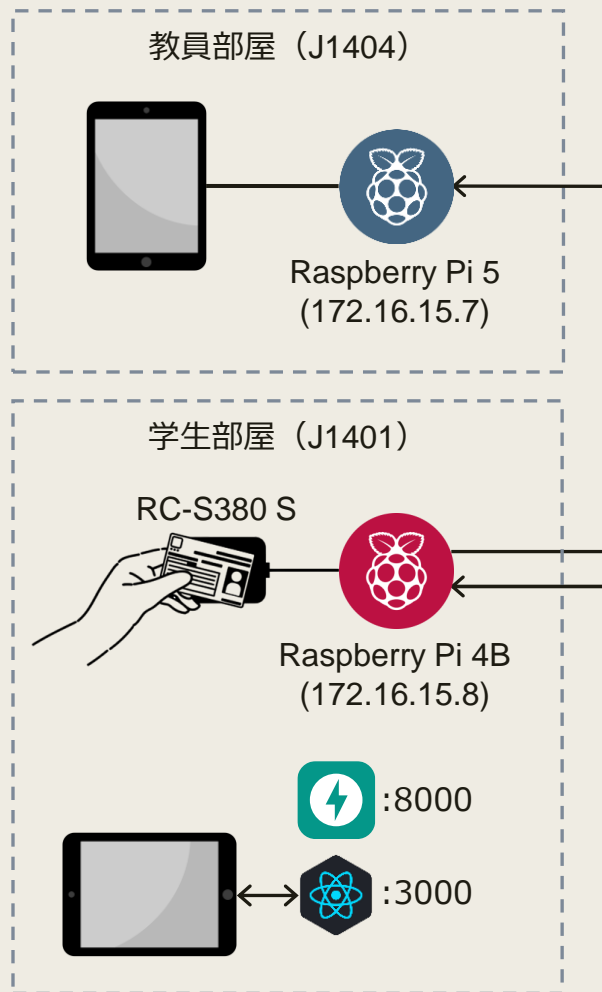 教員部屋（J1404）
Raspberry Pi 5
(172.16.15.7)
学生部屋（J1401）
RC-S380 S
Raspberry Pi 4B
(172.16.15.8)
:8000
:3000